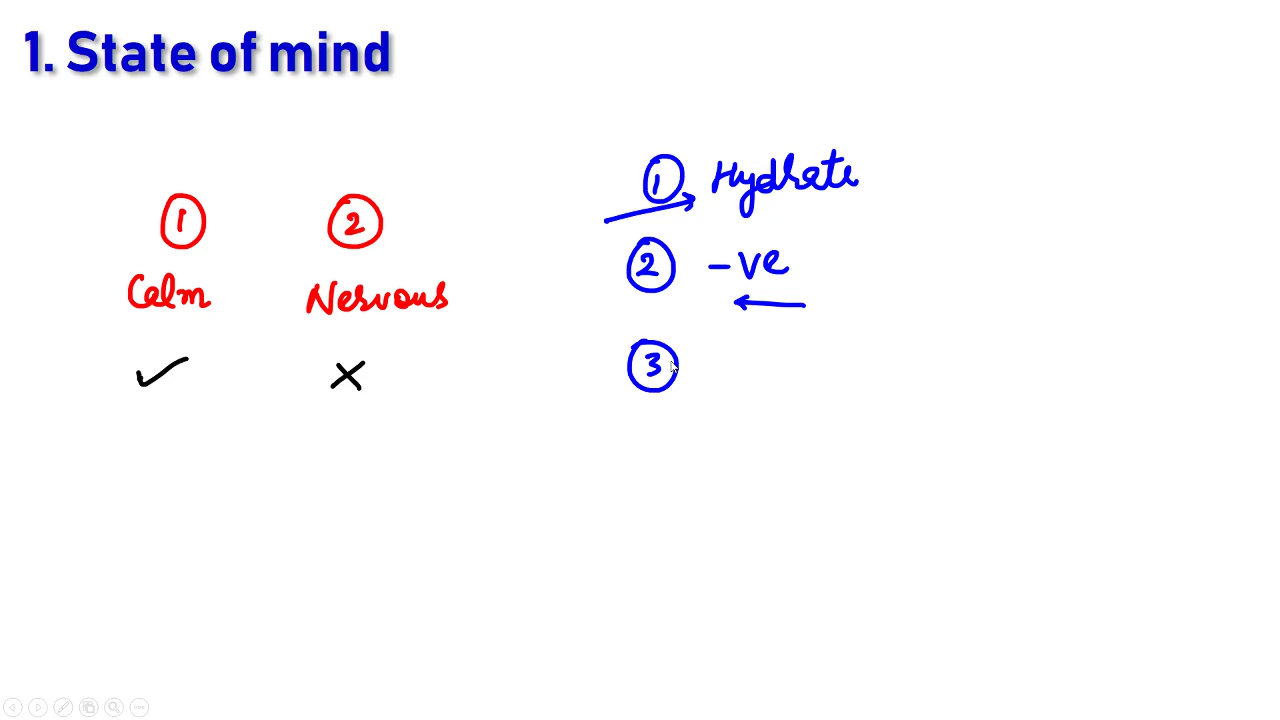 1. State of mind
1 2
Calm Nervous
1 Hydrate
2 -ve
3